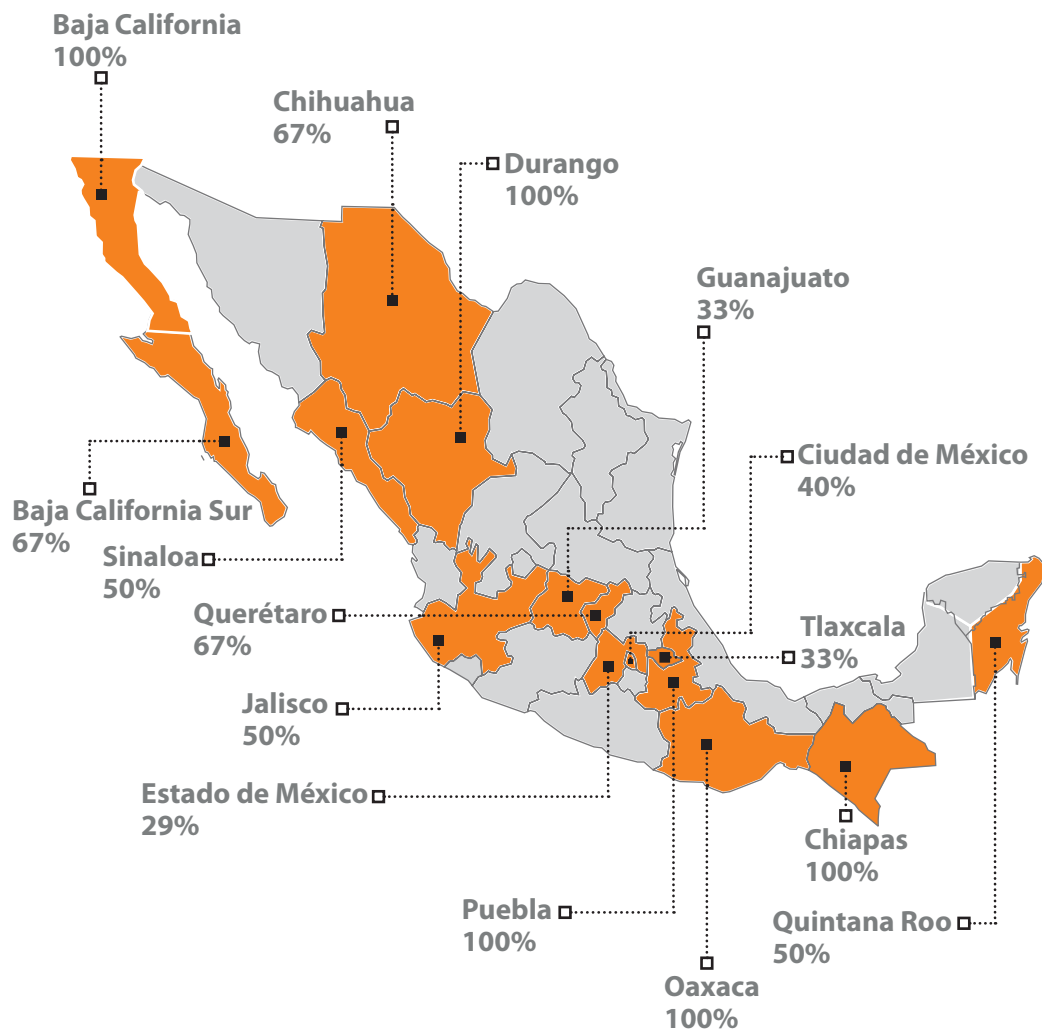 Baja California
100%
Chihuahua
67%
Durango
100%
Guanajuato
33%
Ciudad de México
40%
Baja California Sur
67%
Sinaloa
50%
Querétaro
67%
Tlaxcala
33%
Jalisco
50%
Estado de México
29%
Chiapas
100%
Puebla
100%
Quintana Roo
50%
Oaxaca
100%